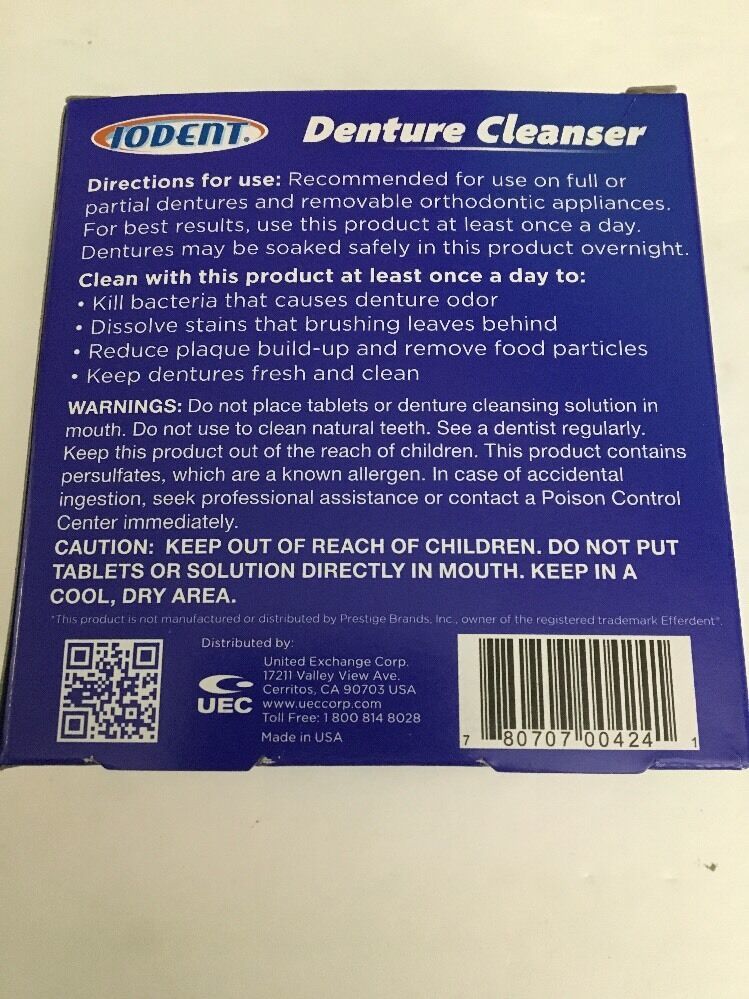 IODENT® Denture Cleanser
Directions for use: Recommended for use on full or
partial dentures and removable orthodontic appliances.
For best results, use this product at least once a day.
Dentures may be soaked safely in this product overnight.
Clean with this product at least once a day to:
• Kill bacteria that causes denture odor
• Dissolve stains that brushing leaves behind
• Reduce plaque build-up and remove food particles
• Keep dentures fresh and clean
WARNINGS: Do not place tablets or denture cleansing solution in
mouth. Do not use to clean natural teeth. See a dentist regularly.
Keep this product out of the reach of children. This product contains
persulfates, which are a known allergen. In case of accidental
ingestion, seek professional assistance or contact a Poison Control
Center immediately.
CAUTION: KEEP OUT OF REACH OF CHILDREN. DO NOT PUT
TABLETS OR SOLUTION DIRECTLY IN MOUTH. KEEP IN A
COOL, DRY AREA.
*This product is not manufactured or distributed by Prestige Brands, Inc., owner of the registered trademark Efferdent®.
Distributed by:
UEC
United Exchange Corp.
17211 Valley View Ave.
Cerritos, CA 90703 USA
www.ueccorp.com
Toll Free: 1 800 814 8028
Made in USA
7 80707 00424 1